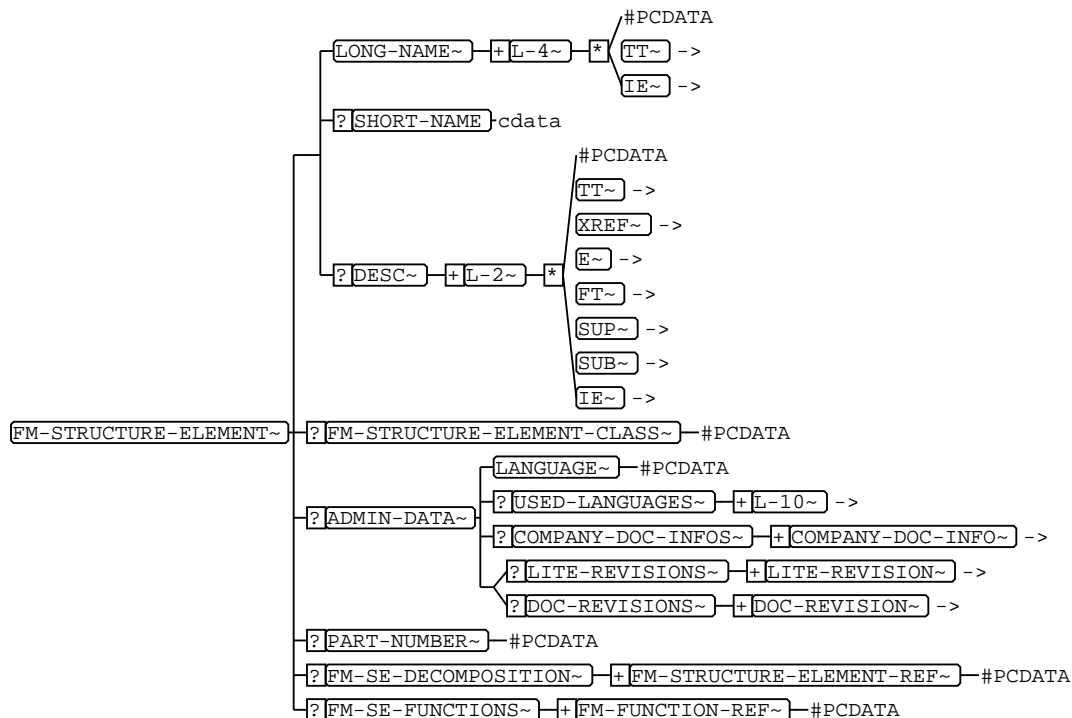 #PCDATA
LONG-NAME~ + L-4~ * TT~ ->
IE~ ->
? SHORT-NAME cdata
#PCDATA
TT~ ->
XREF~ ->
E~ ->
? DESC~ + L-2~ *
FT~ ->
SUP~ ->
SUB~ ->
IE~ ->
FM-STRUCTURE-ELEMENT~ ? FM-STRUCTURE-ELEMENT-CLASS~ #PCDATA
LANGUAGE~ #PCDATA
? USED-LANGUAGES~ + L-10~ ->
? ADMIN-DATA~
? COMPANY-DOC-INFOS~ + COMPANY-DOC-INFO~ ->
? LITE-REVISIONS~ + LITE-REVISION~ ->
? DOC-REVISIONS~ + DOC-REVISION~ ->
? PART-NUMBER~ #PCDATA
? FM-SE-DECOMPOSITION~ + FM-STRUCTURE-ELEMENT-REF~ #PCDATA
? FM-SE-FUNCTIONS~ + FM-FUNCTION-REF~ #PCDATA